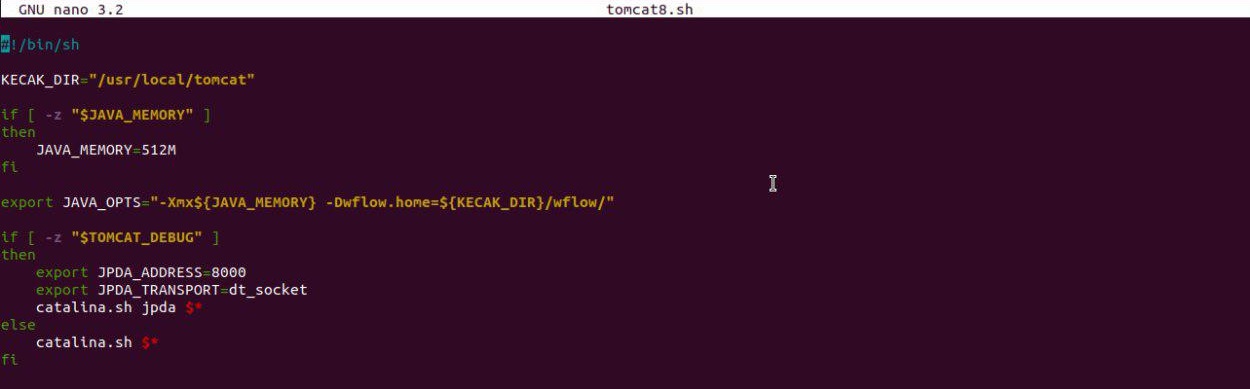 GNU nano 3.2 tomcat8.sh
#!/bin/sh
KECAK_DIR="/usr/local/tomcat"
if [ -z "$JAVA_MEMORY" ]
then
    JAVA_MEMORY=512M
fi
export JAVA_OPTS="-Xmx${JAVA_MEMORY} -Dwflow.home=${KECAK_DIR}/wflow/"
if [ -z "$TOMCAT_DEBUG" ]
then
    export JPDA_ADDRESS=8000
    export JPDA_TRANSPORT=dt_socket
    catalina.sh jpda $*
else
    catalina.sh $*
fi